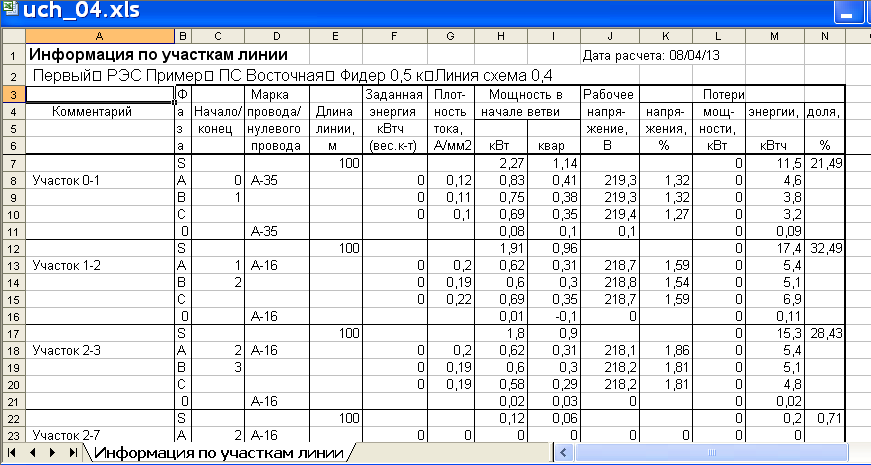 uch_04.xls
A B C D E F G H I J K L M N
1 Информация по участкам линии Дата расчета: 08/04/13
2 Первый□ РЭС Пример□ ПС Восточная□ Фидер 0,5 к□Линия схема 0,4
3 Ф Марка Заданная Плот- Мощность в Рабочее Потери
4 Комментарий а Начало/ провода/ Длина энергия ность начале ветви напря- напря- мощ- энергии, доля,
5 з конец нулевого линии, кВтч тока, жение, жения, ности,
6 а провода м (вес.к-т) А/мм2 кВт квар В % кВт кВтч %
7 S 100 2,27 1,14 0 11,5 21,49
8 Участок 0-1 A 0 А-35 0 0,12 0,83 0,41 219,3 1,32 0 4,6
9 B 1 0 0,11 0,75 0,38 219,3 1,32 0 3,8
10 C 0 0,1 0,69 0,35 219,4 1,27 0 3,2
11 0 А-35 0,08 0,1 0,1 0 0,09
12 S 100 1,91 0,96 0 17,4 32,49
13 Участок 1-2 A 1 А-16 0 0,2 0,62 0,31 218,7 1,59 0 5,4
14 B 2 0 0,19 0,6 0,3 218,8 1,54 0 5,1
15 C 0 0,22 0,69 0,35 218,7 1,59 0 6,9
16 0 А-16 0,01 -0,1 0 0 0,11
17 S 100 1,8 0,9 0 15,3 28,43
18 Участок 2-3 A 2 А-16 0 0,2 0,62 0,31 218,1 1,86 0 5,4
19 B 3 0 0,19 0,6 0,3 218,2 1,81 0 5,1
20 C 0 0,19 0,58 0,29 218,2 1,81 0 4,8
21 0 А-16 0,02 0,03 0 0 0,02
22 S 100 0,12 0,06 0 0,2 0,71
23 Участок 2-7 A 2 А-16 0 0 0 0 0 0 0 0
Информация по участкам линии